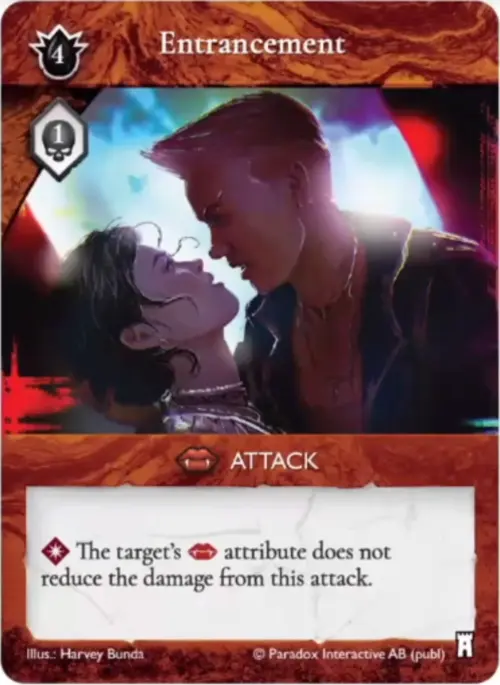 4
Entrancement
1
ATTACK
The target's attribute does not
reduce the damage from this attack.
Illus.: Harvey Bunda
© Paradox Interactive AB (publ)